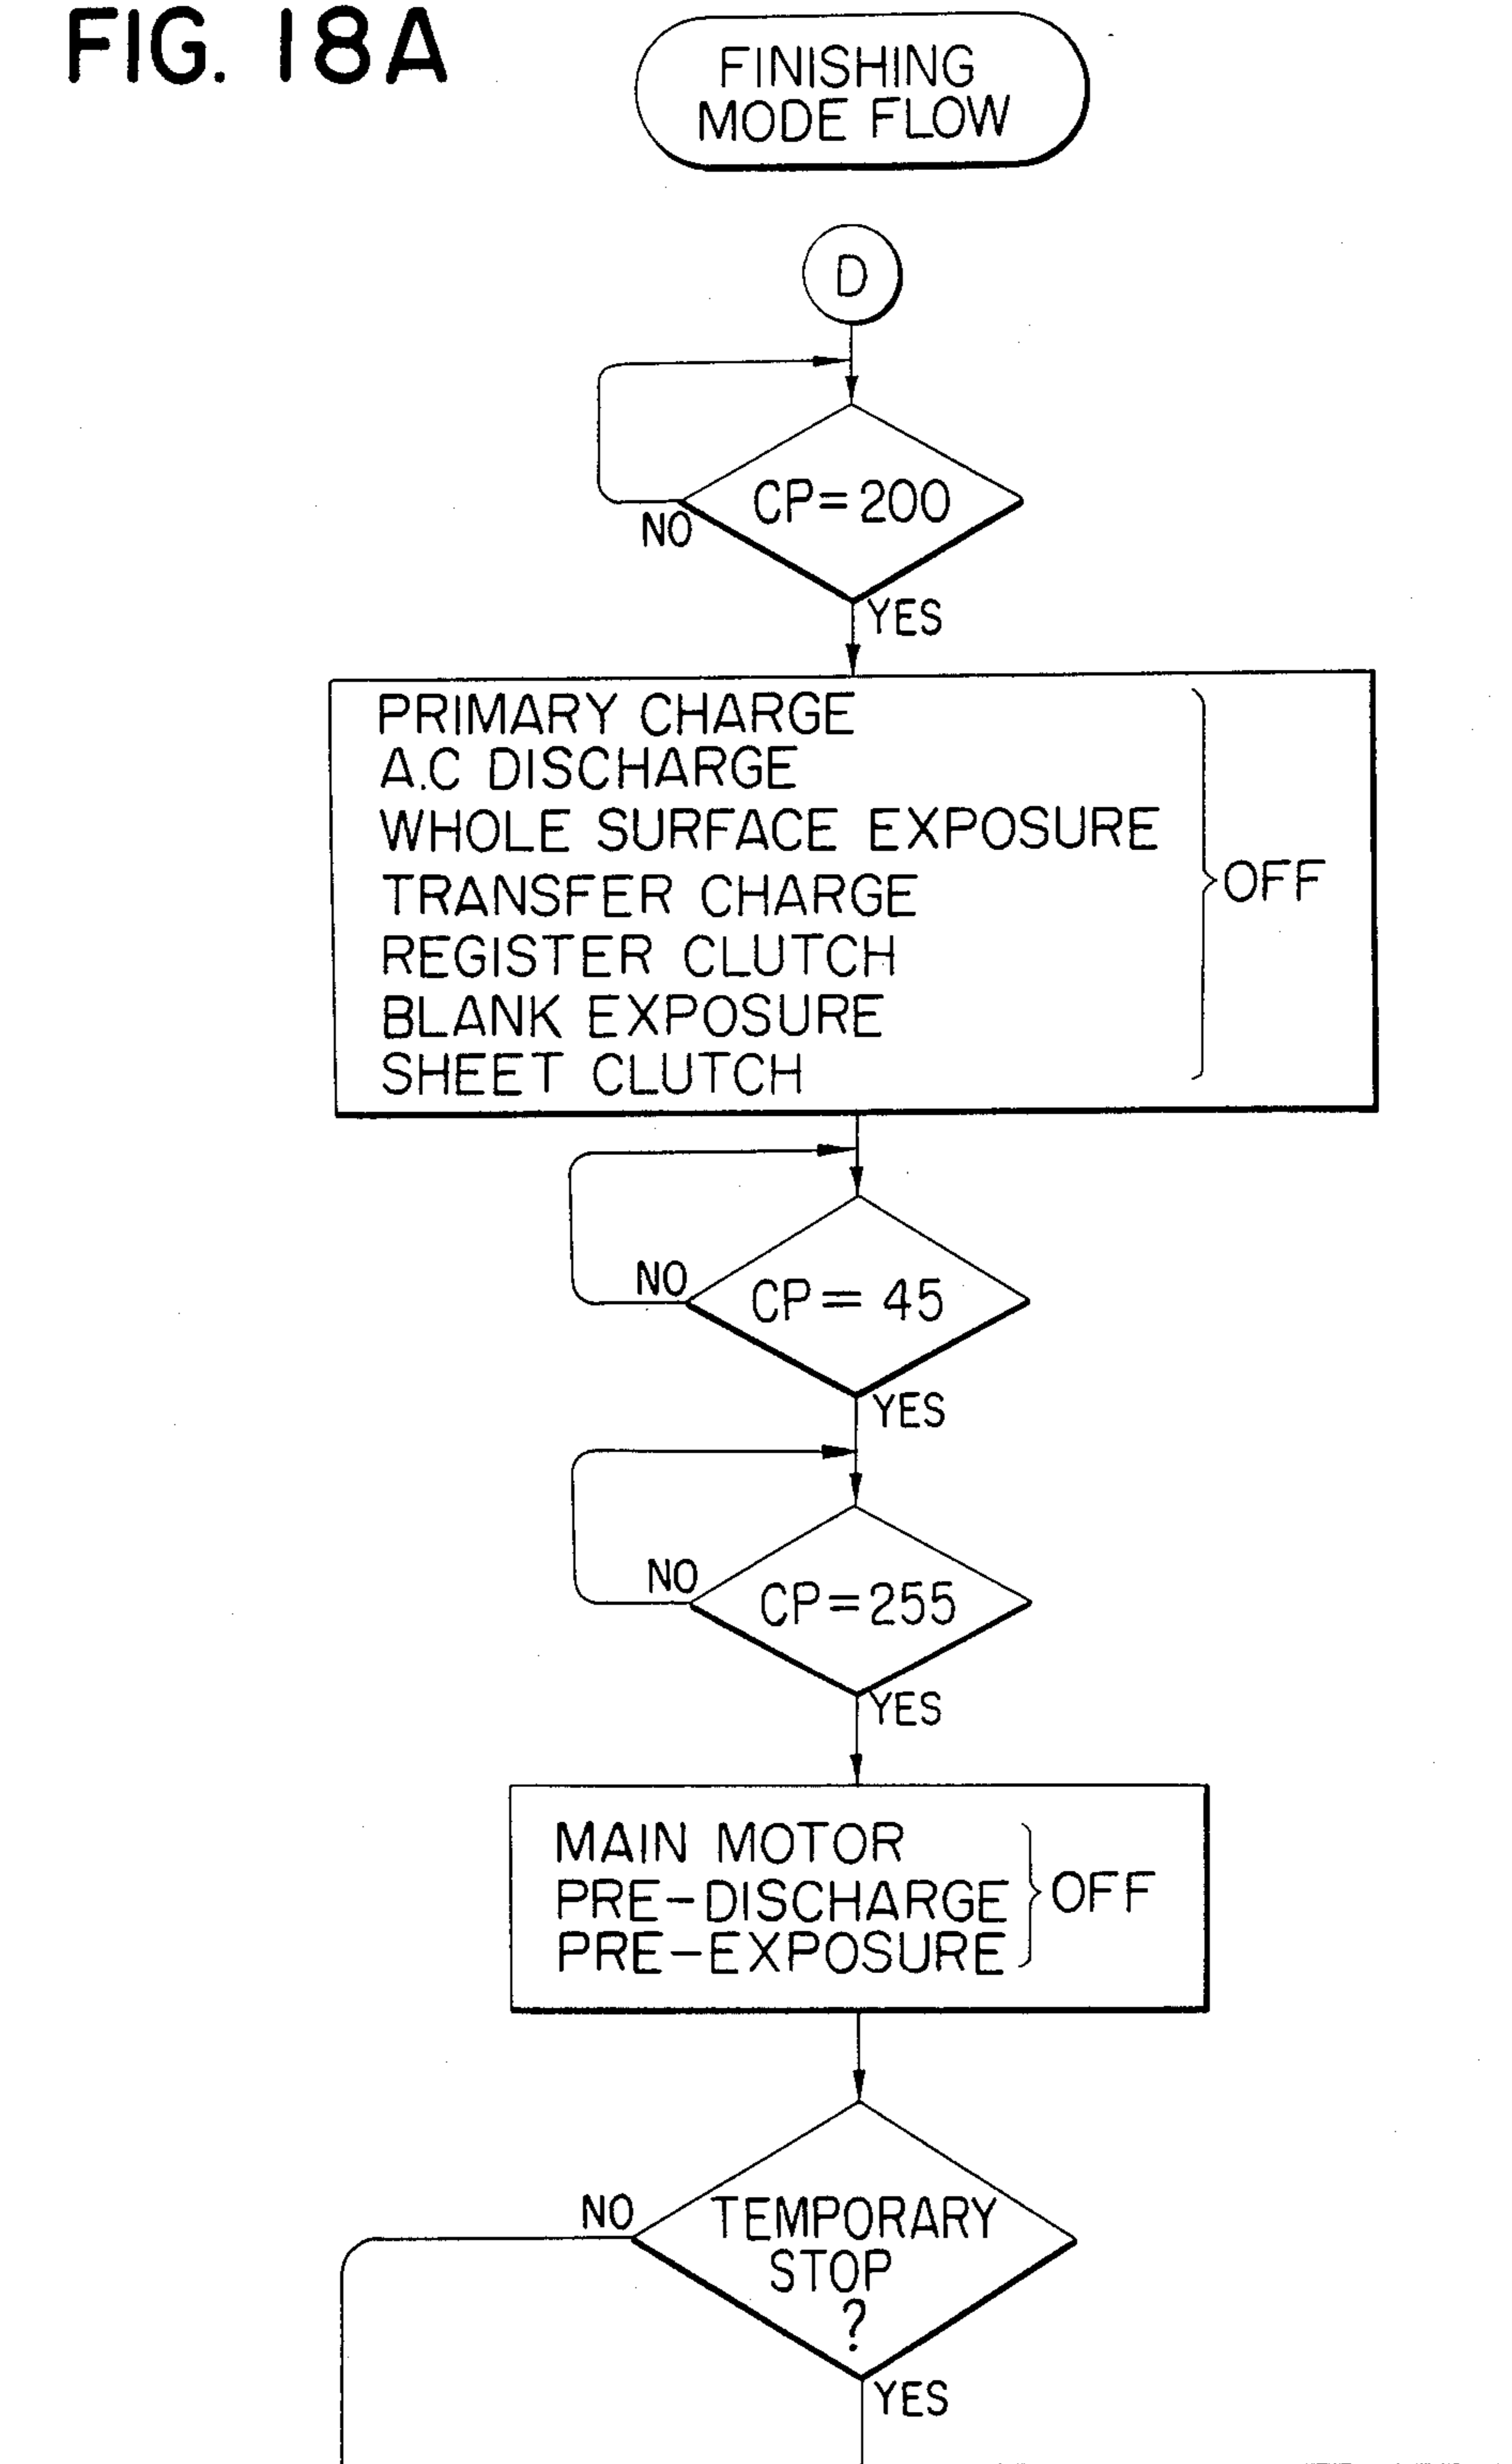 FIG. 18A
FINISHING
MODE FLOW
D
CP=200
NO
YES
PRIMARY CHARGE
A.C DISCHARGE
WHOLE SURFACE EXPOSURE
TRANSFER CHARGE
REGISTER CLUTCH
BLANK EXPOSURE
SHEET CLUTCH
OFF
NO
CP= 45
YES
NO
CP=255
YES
MAIN MOTOR
PRE-DISCHARGE
PRE-EXPOSURE
OFF
NO
TEMPORARY
STOP
?
YES